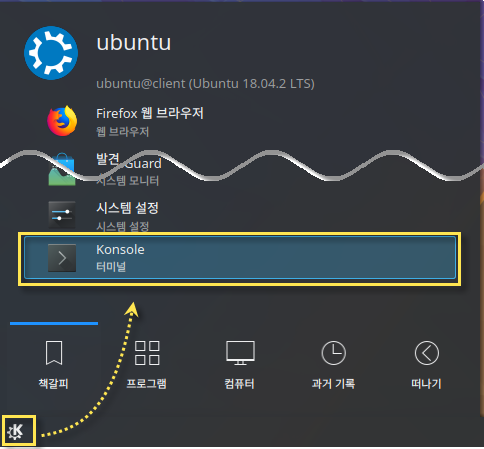 ubuntu
ubuntu@client (Ubuntu 18.04.2 LTS)
Firefox 웹 브라우저
웹 브라우저
발견
Guard
시스템 모니터
시스템 설정
시스템 설정
Konsole
터미널
책갈피
프로그램
컴퓨터
과거 기록
떠나기